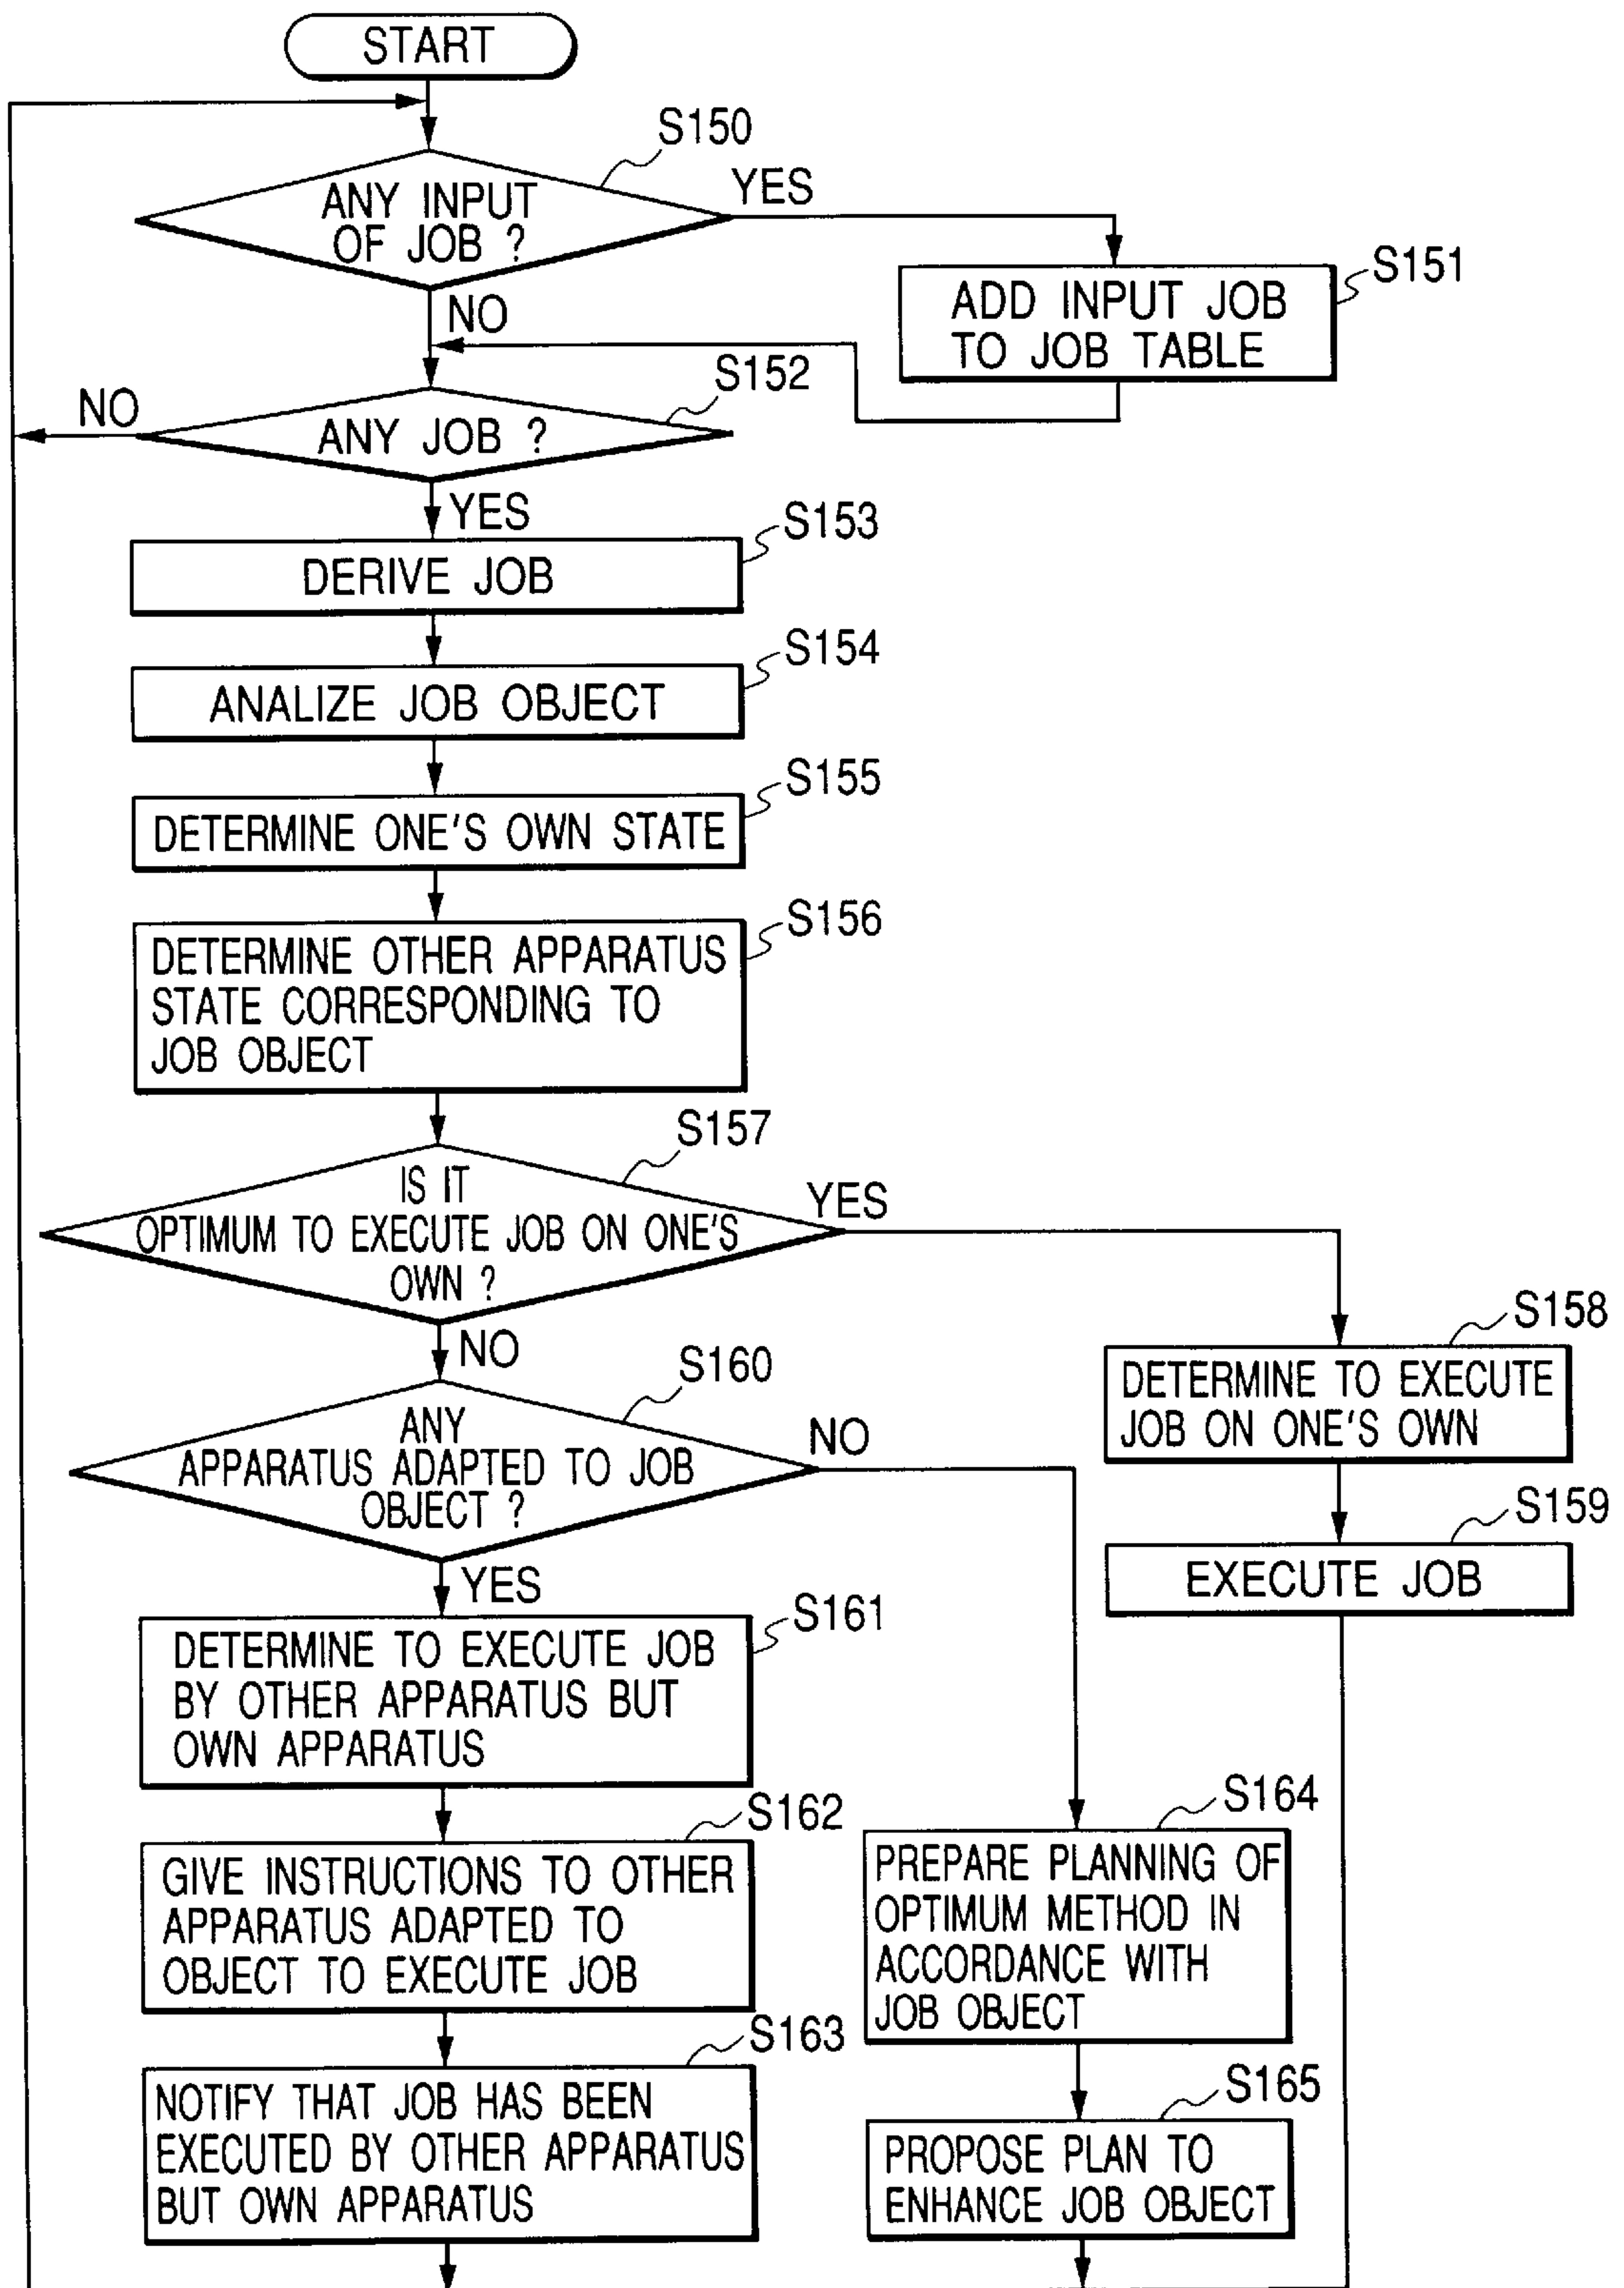 START
S150
ANY INPUT
OF JOB ?
YES
S151
ADD INPUT JOB
TO JOB TABLE
NO
S152
NO
ANY JOB ?
YES
S153
DERIVE JOB
S154
ANALIZE JOB OBJECT
S155
DETERMINE ONE'S OWN STATE
S156
DETERMINE OTHER APPARATUS
STATE CORRESPONDING TO
JOB OBJECT
S157
IS IT
OPTIMUM TO EXECUTE JOB ON ONE'S
OWN ?
YES
S158
DETERMINE TO EXECUTE
JOB ON ONE'S OWN
S159
EXECUTE JOB
NO
S160
ANY
APPARATUS ADAPTED TO JOB
OBJECT ?
NO
YES
S161
DETERMINE TO EXECUTE JOB
BY OTHER APPARATUS BUT
OWN APPARATUS
S162
GIVE INSTRUCTIONS TO OTHER
APPARATUS ADAPTED TO
OBJECT TO EXECUTE JOB
S163
NOTIFY THAT JOB HAS BEEN
EXECUTED BY OTHER APPARATUS
BUT OWN APPARATUS
S164
PREPARE PLANNING OF
OPTIMUM METHOD IN
ACCORDANCE WITH
JOB OBJECT
S165
PROPOSE PLAN TO
ENHANCE JOB OBJECT